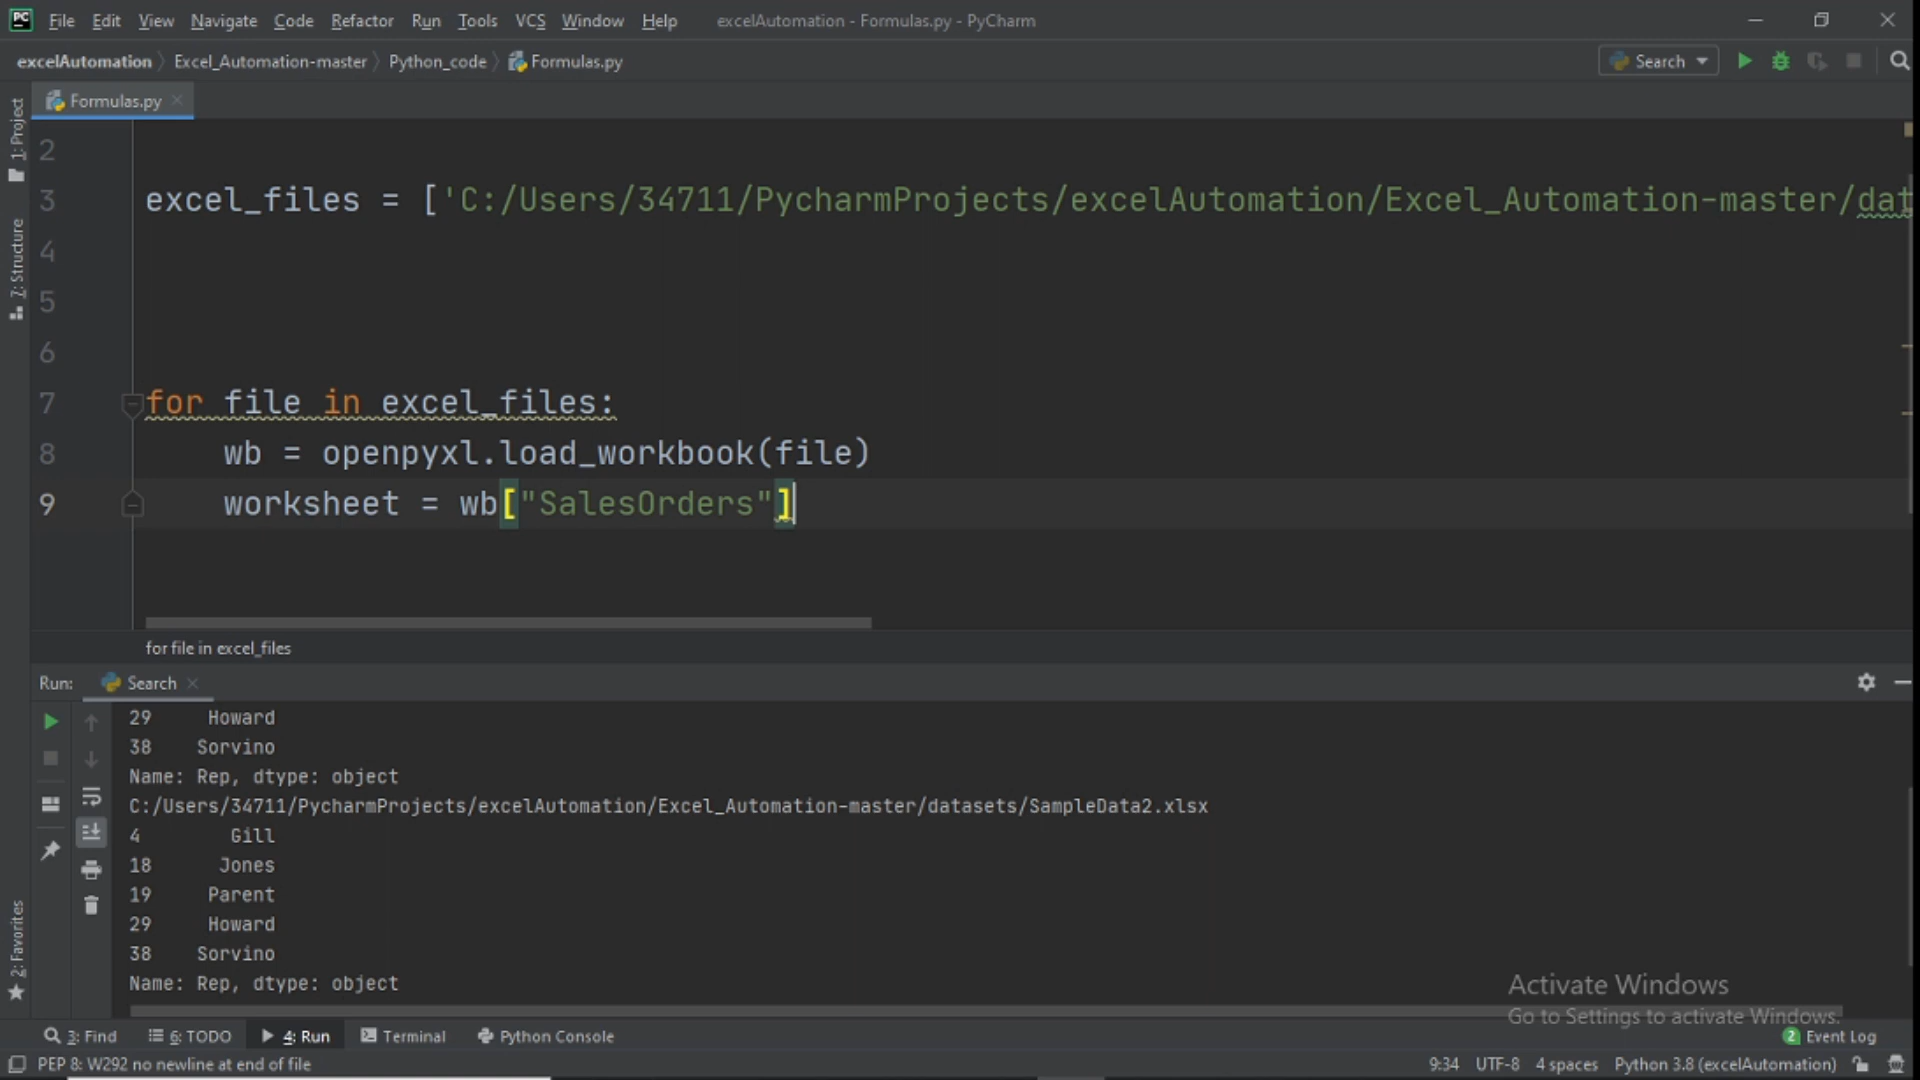 PC File Edit View Navigate Code Refactor Run Tools VCS Window Help excelAutomation - Formulas.py - PyCharm
excelAutomation Excel_Automation-master Python_code Formulas.py Search
Formulas.py
1: Project
7: Structure
2: Favorites
2
3 excel_files = ['C:/Users/34711/PycharmProjects/excelAutomation/Excel_Automation-master/dat
4
5
6
7 for file in excel_files:
8 wb = openpyxl.load_workbook(file)
9 worksheet = wb["SalesOrders"]
for file in excel_files
Run: Search
29 Howard
38 Sorvino
Name: Rep, dtype: object
C:/Users/34711/PycharmProjects/excelAutomation/Excel_Automation-master/datasets/SampleData2.xlsx
4 Gill
18 Jones
19 Parent
29 Howard
38 Sorvino
Name: Rep, dtype: object
Activate Windows
Go to Settings to activate Windows.
3: Find 6: TODO 4: Run Terminal Python Console 2 Event Log
PEP 8: W292 no newline at end of file 9:34 UTF-8 4 spaces Python 3.8 (excelAutomation)